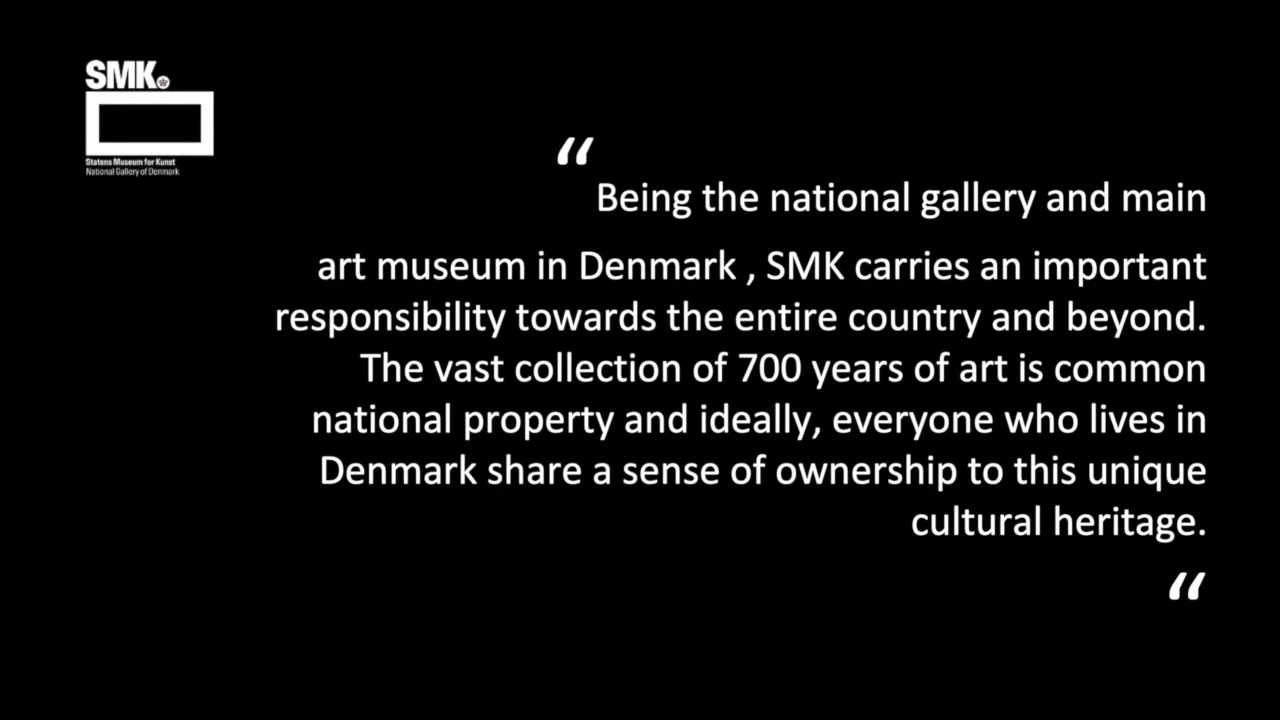 SMK.
Statens Museum for Kunst
National Gallery of Denmark
“
Being the national gallery and main
art museum in Denmark , SMK carries an important
responsibility towards the entire country and beyond.
The vast collection of 700 years of art is common
national property and ideally, everyone who lives in
Denmark share a sense of ownership to this unique
cultural heritage.
“